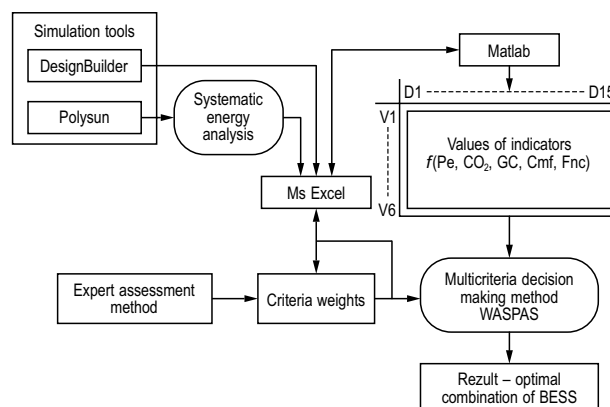 Simulation tools
DesignBuilder
Polysun
Systematic
energy
analysis
Matlab
D1
D15
V1
V6
Values of indicators
f(Pe, CO₂, GC, Cmf, Fnc)
Ms Excel
Expert assessment
method
Criteria weights
Multicriteria decision
making method
WASPAS
Rezult – optimal
combination of BESS